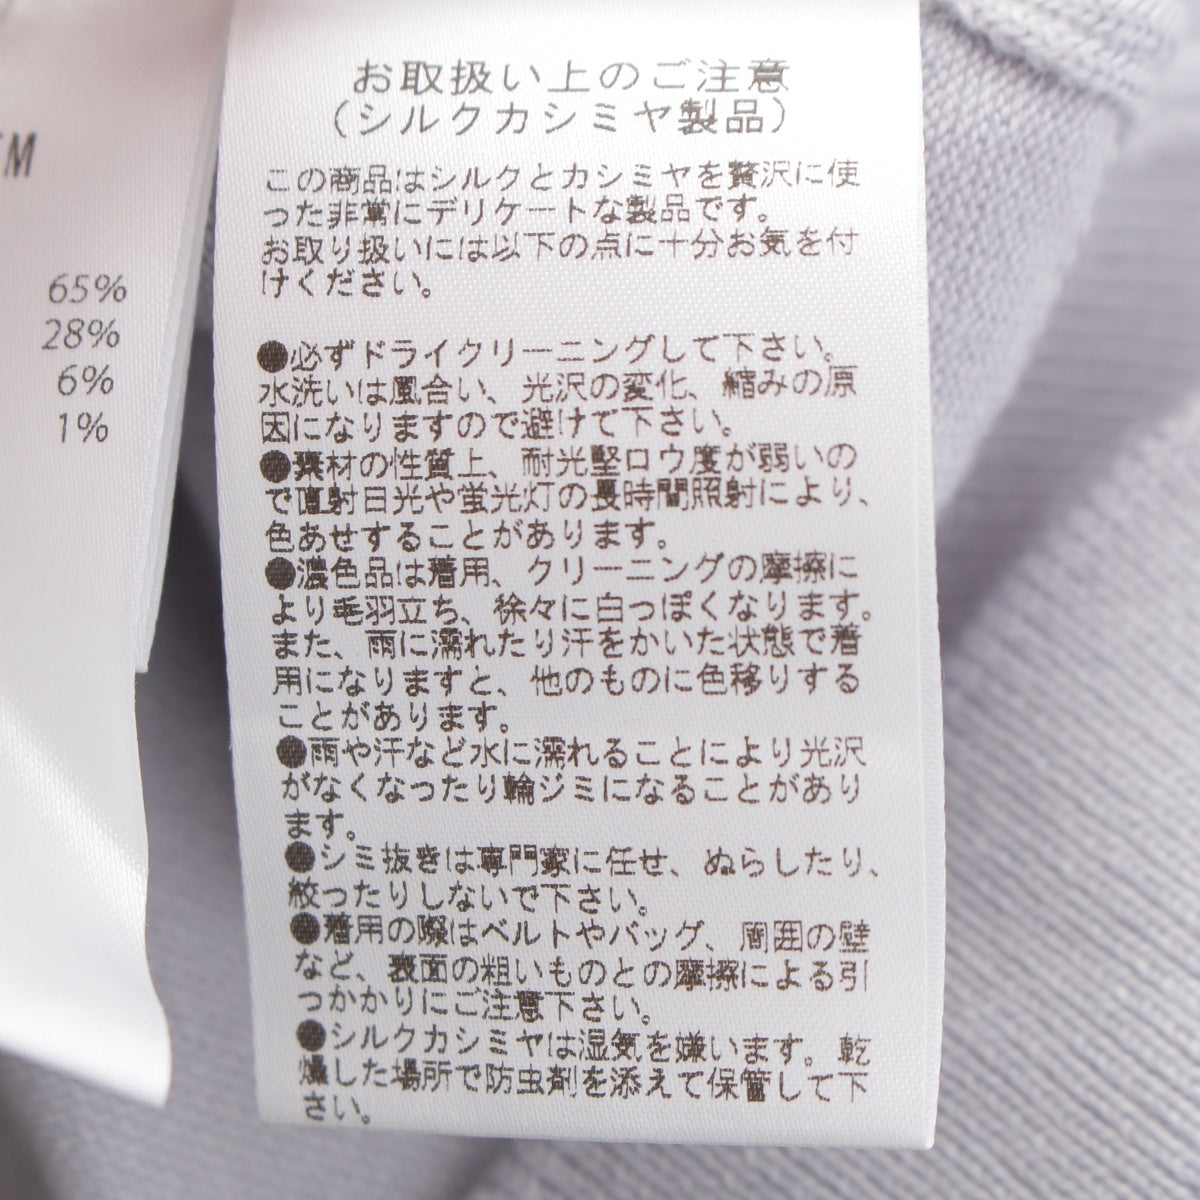 M
65%
28%
6%
1%
お取扱い上のご注意
（シルクカシミヤ製品）
この商品はシルクとカシミヤを贅沢に使
った非常にデリケートな製品です。
お取り扱いには以下の点に十分お気を付
けください。
●必ずドライクリーニングして下さい。
水洗いは風合い、光沢の変化、縮みの原
因になりますので避けて下さい。
●素材の性質上、耐光堅ロウ度が弱いの
で直射日光や蛍光灯の長時間照射により、
色あせすることがあります。
●濃色品は着用、クリーニングの摩擦に
より毛羽立ち、徐々に白っぽくなります。
また、雨に濡れたり汗をかいた状態で着
用になりますと、他のものに色移りする
ことがあります。
●雨や汗など水に濡れることにより光沢
がなくなったり輪ジミになることがあり
ます。
●シミ抜きは専門家に任せ、ぬらしたり、
絞ったりしないで下さい。
●着用の際はベルトやバッグ、周囲の壁
など、表面の粗いものとの摩擦による引
っかかりにご注意下さい。
●シルクカシミヤは湿気を嫌います。乾
燥した場所で防虫剤を添えて保管して下
さい。